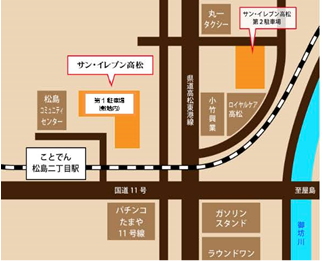 丸一
タクシー
サン・イレブン高松
第2駐車場
サン・イレブン高松
松島
コミュニティ
センター
第1駐車場
(敷地内)
県道高松東港線
小竹興業
ロイヤルケア
高松
ことでん
松島二丁目駅
国道11号
至屋島
御坊川
パチンコ
たまや
11号線
ガソリン
スタンド
ラウンドワン